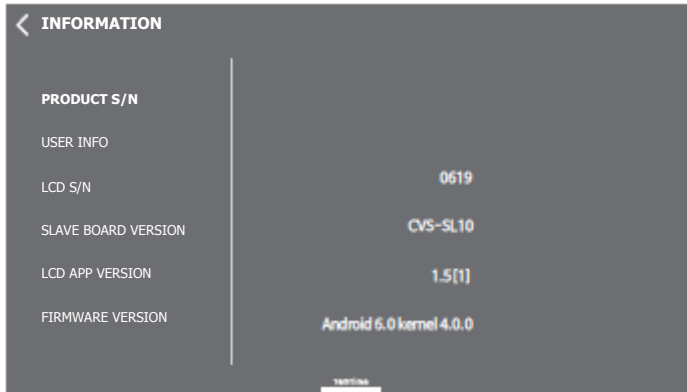 INFORMATION
PRODUCT S/N
USER INFO
LCD S/N
0619
SLAVE BOARD VERSION
CVS-SL10
LCD APP VERSION
1.5[1]
FIRMWARE VERSION
Android 6.0 kernel 4.0.0